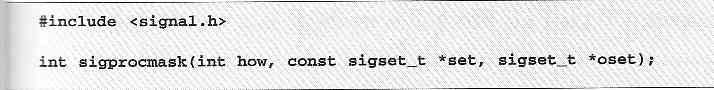 #include <signal.h>
int sigprocmask(int how, const sigset_t *set, sigset_t *oset);